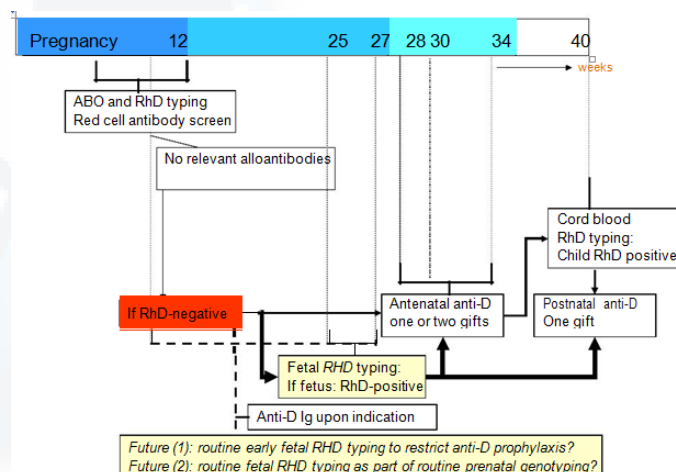 Pregnancy 12 25 27 28 30 34 40
weeks
ABO and RhD typing
Red cell antibody screen
No relevant alloantibodies
Cord blood
RhD typing:
Child RhD positive
If RhD-negative
Antenatal anti-D
one or two gifts
Postnatal anti-D
One gift
Fetal RHD typing:
If fetus: RhD-positive
Anti-D Ig upon indication
Future (1): routine early fetal RHD typing to restrict anti-D prophylaxis?
Future (2): routine fetal RHD typing as part of routine prenatal genotyping?